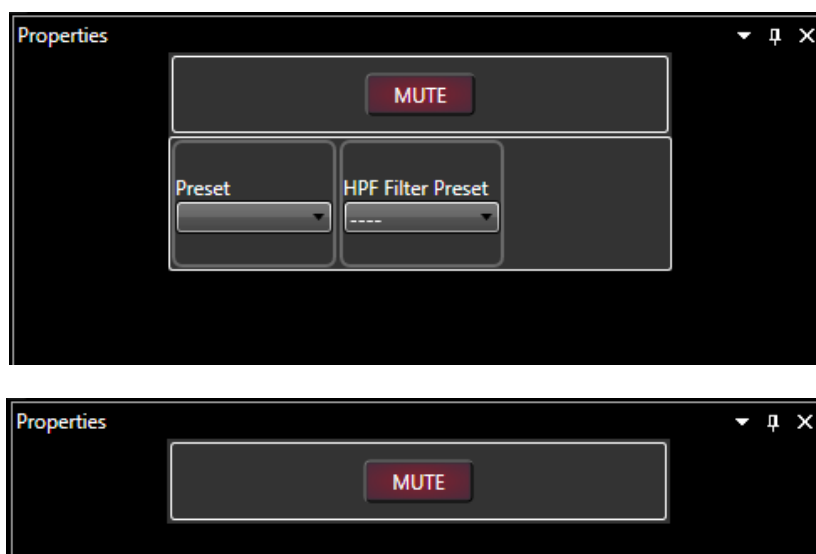 Properties
MUTE
Preset HPF Filter Preset
----
Properties
MUTE